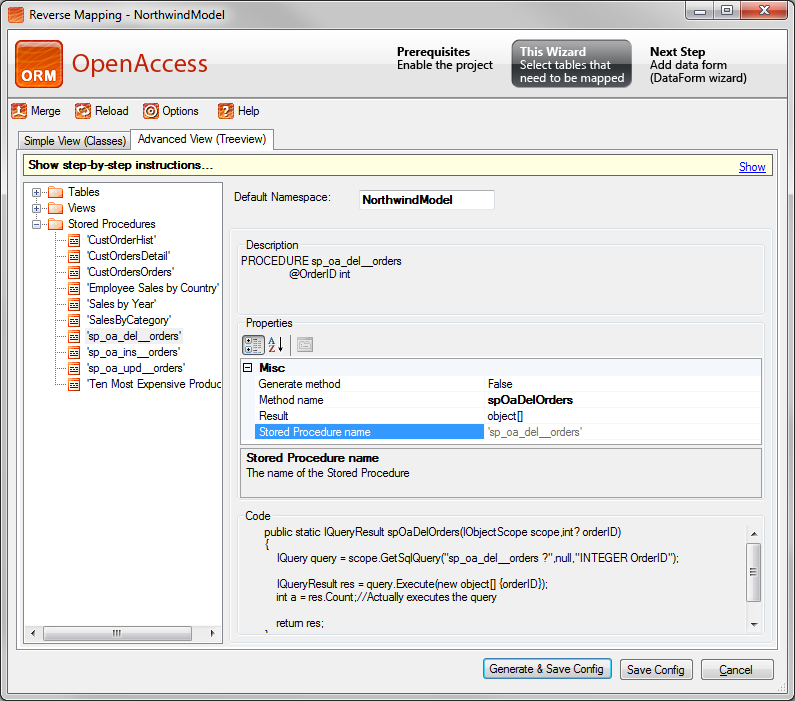 Reverse Mapping - NorthwindModel
ORM
OpenAccess
Prerequisites
Enable the project
This Wizard
Select tables that
need to be mapped
Next Step
Add data form
(DataForm wizard)
Merge
Reload
Options
Help
Simple View (Classes)
Advanced View (Treeview)
Show step-by-step instructions...
Show
Tables
Views
Stored Procedures
'CustOrderHist'
'CustOrdersDetail'
'CustOrdersOrders'
'Employee Sales by Country'
'Sales by Year'
'SalesByCategory'
'sp_oa_del__orders'
'sp_oa_ins__orders'
'sp_oa_upd__orders'
'Ten Most Expensive Produc
Default Namespace:
NorthwindModel
Description
PROCEDURE sp_oa_del__orders
@OrderID int
Properties
Misc
Generate method False
Method name spOaDelOrders
Result object[]
Stored Procedure name 'sp_oa_del__orders'
Stored Procedure name
The name of the Stored Procedure
Code
public static IQueryResult spOaDelOrders(IObjectScope scope,int? orderID)
{
IQuery query = scope.GetSqlQuery("sp_oa_del__orders ?",null,"INTEGER OrderID");
IQueryResult res = query.Execute(new object[] {orderID});
int a = res.Count;//Actually executes the query
return res;
}
Generate & Save Config
Save Config
Cancel